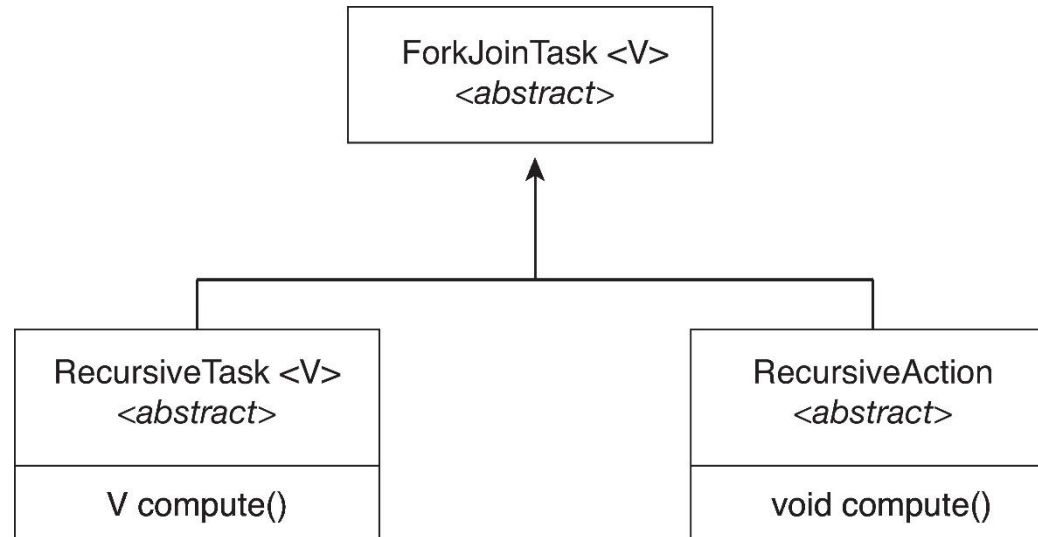 ForkJoinTask <V>
<abstract>
RecursiveTask <V>
<abstract>
V compute()
RecursiveAction
<abstract>
void compute()